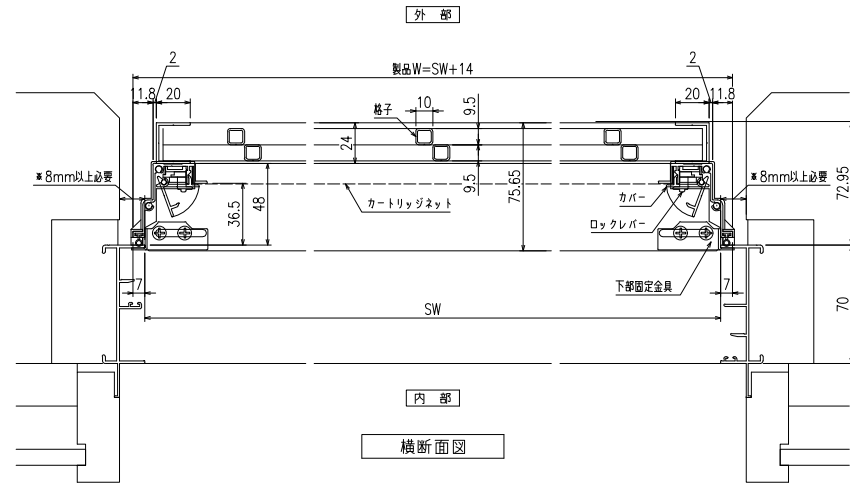 外 部
2
製品W=SW+14
2
11.8
20
20
11.8
格子
10
9.5
24
※8mm以上必要
カートリッジネット
9.5
75.65
カバー
※8mm以上必要
72.95
36.5
48
ロックレバー
下部固定金具
7
7
SW
70
内 部
横断面図